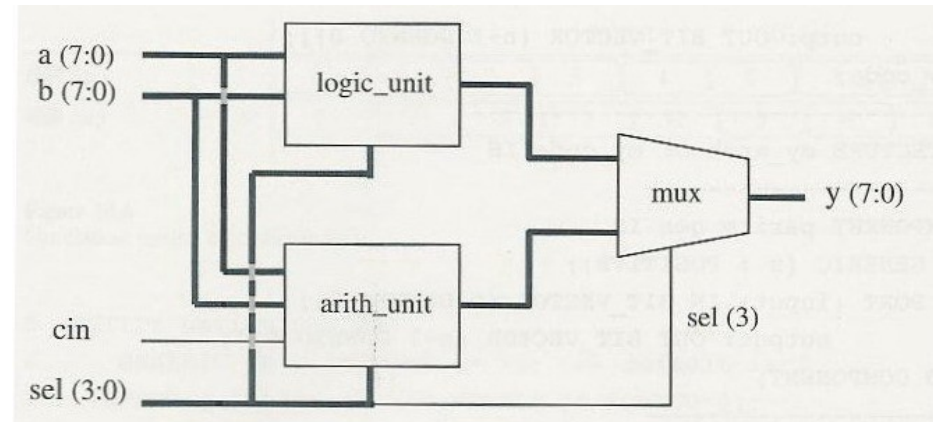 a (7:0)
b (7:0)
logic_unit
mux
y (7:0)
arith_unit
sel (3)
cin
sel (3:0)